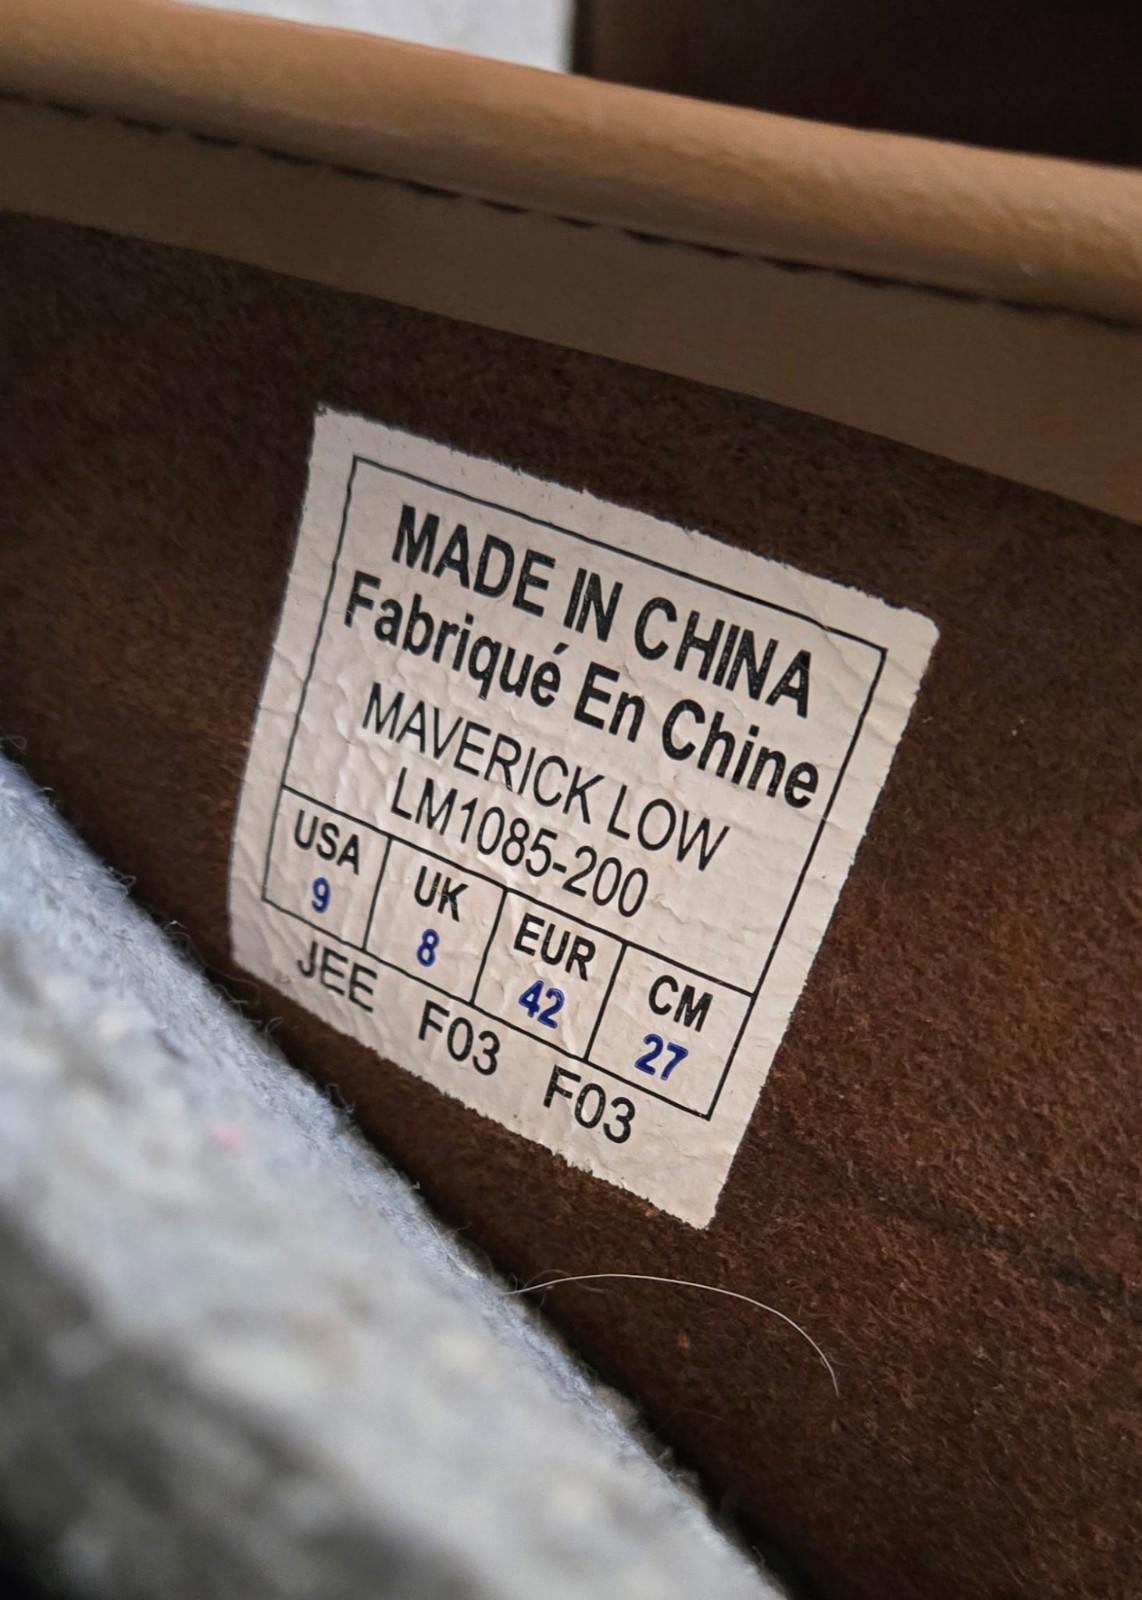 MADE IN CHINA
Fabriqué En Chine
MAVERICK LOW
LM1085-200
USA UK EUR CM
9 8 42 27
JEE F03 F03